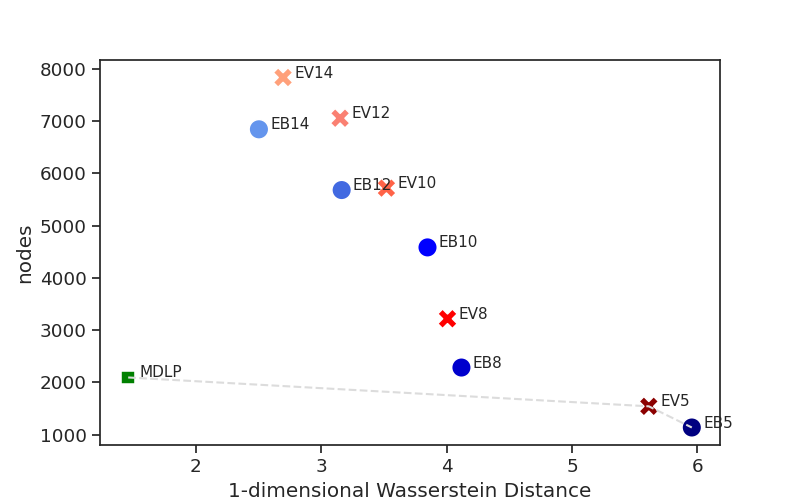 8000
7000
6000
5000
4000
3000
2000
1000
nodes
EV14
EV12
EB14
EB12
EV10
EB10
EV8
EB8
MDLP
EV5
EB5
2 3 4 5 6
1-dimensional Wasserstein Distance